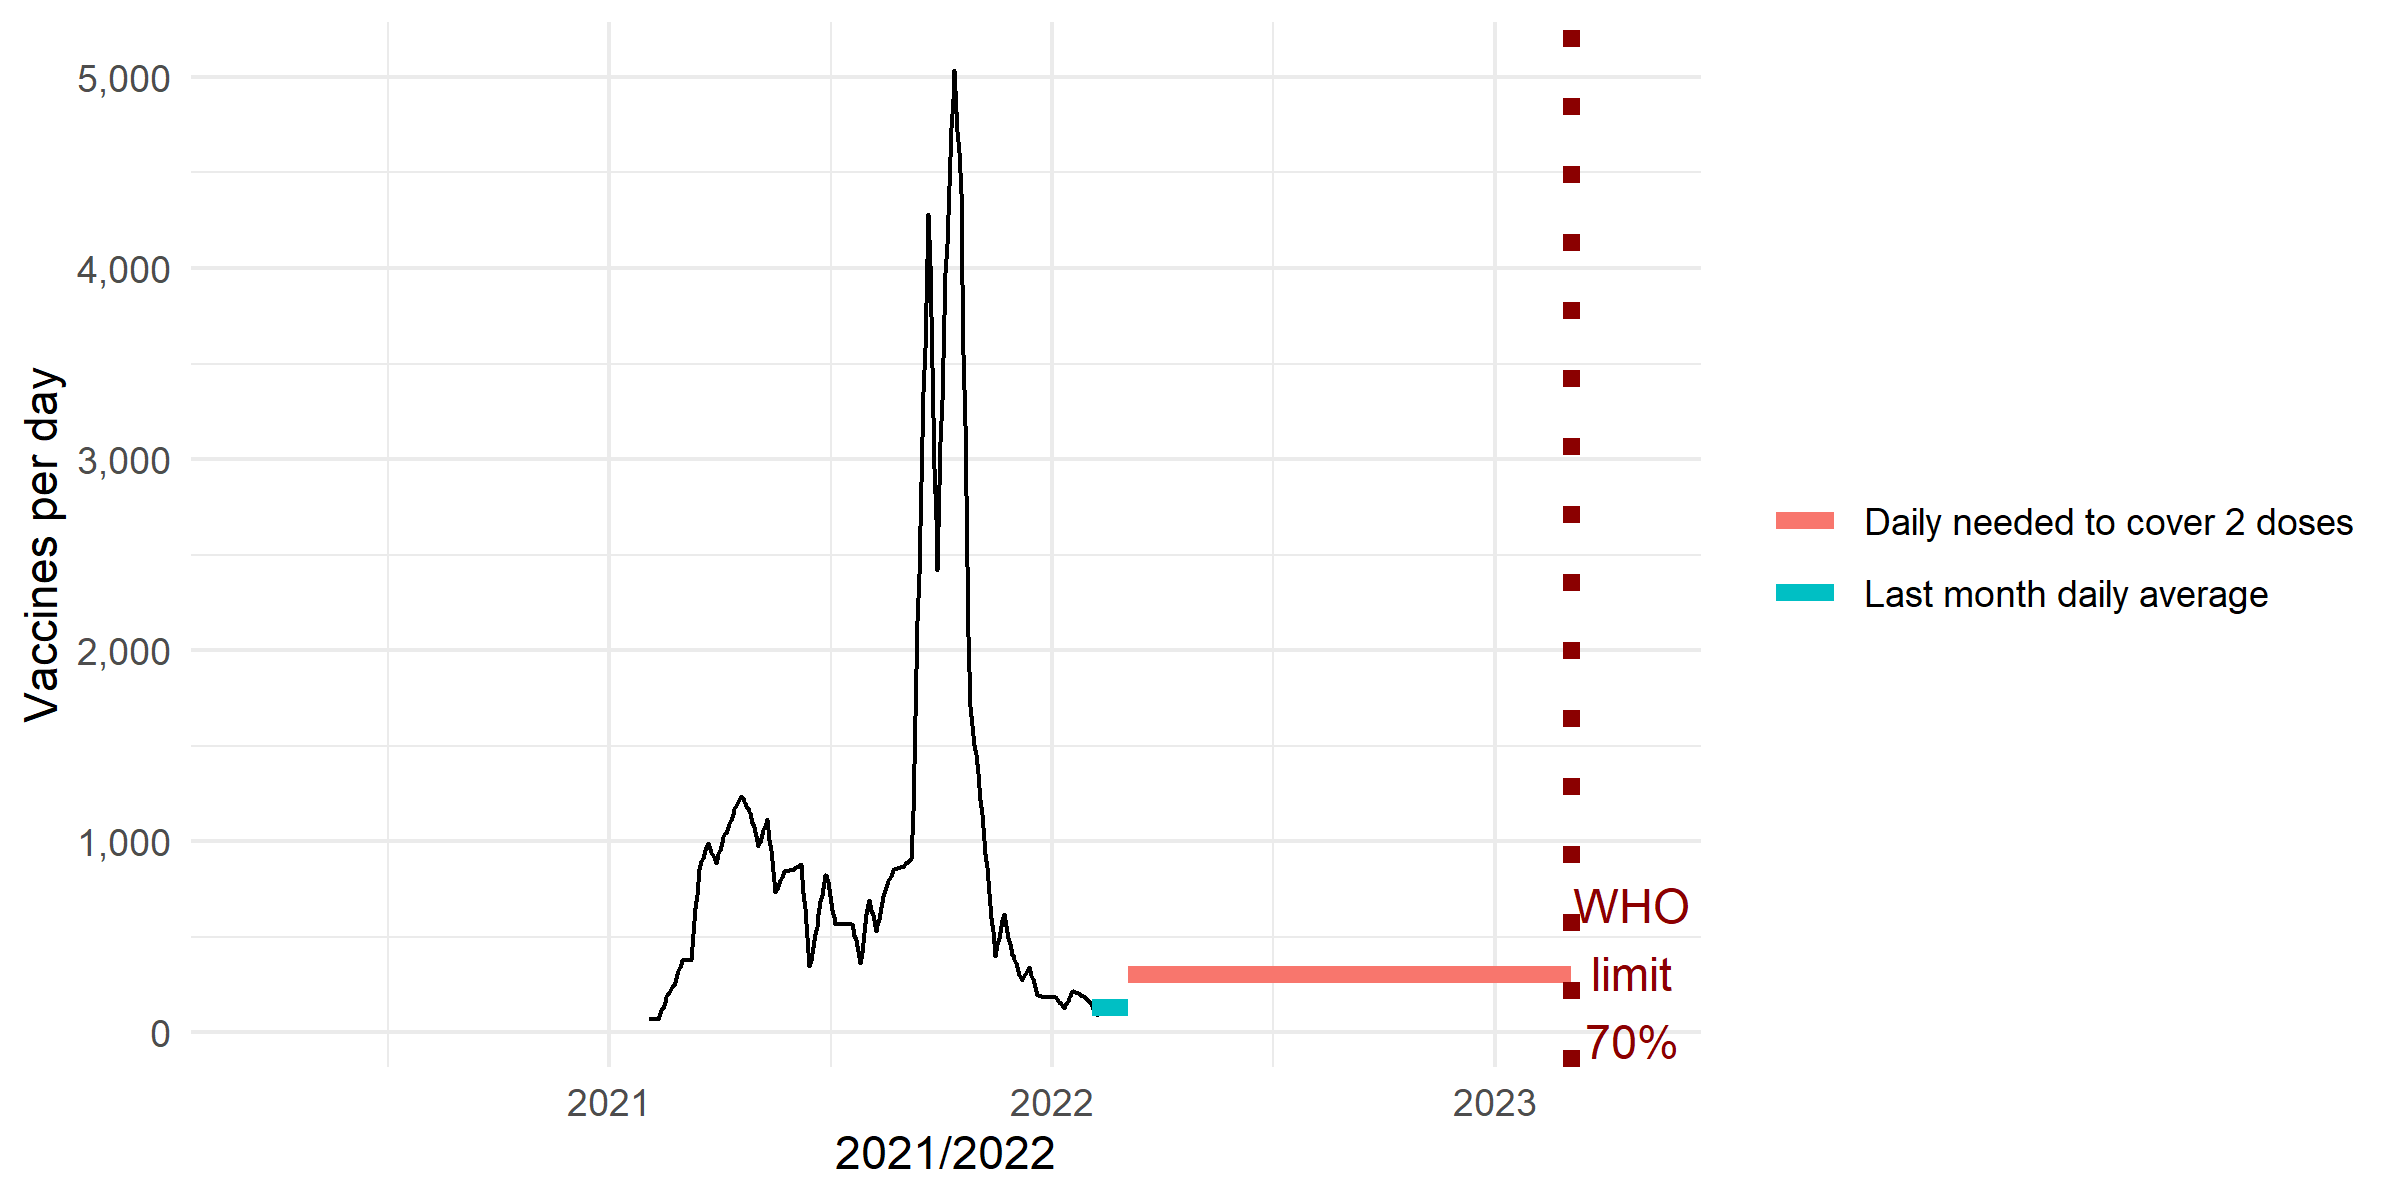 5,000
4,000
3,000
2,000
1,000
0
Vaccines per day
2021
2022
2023
2021/2022
WHO
limit
70%
Daily needed to cover 2 doses
Last month daily average